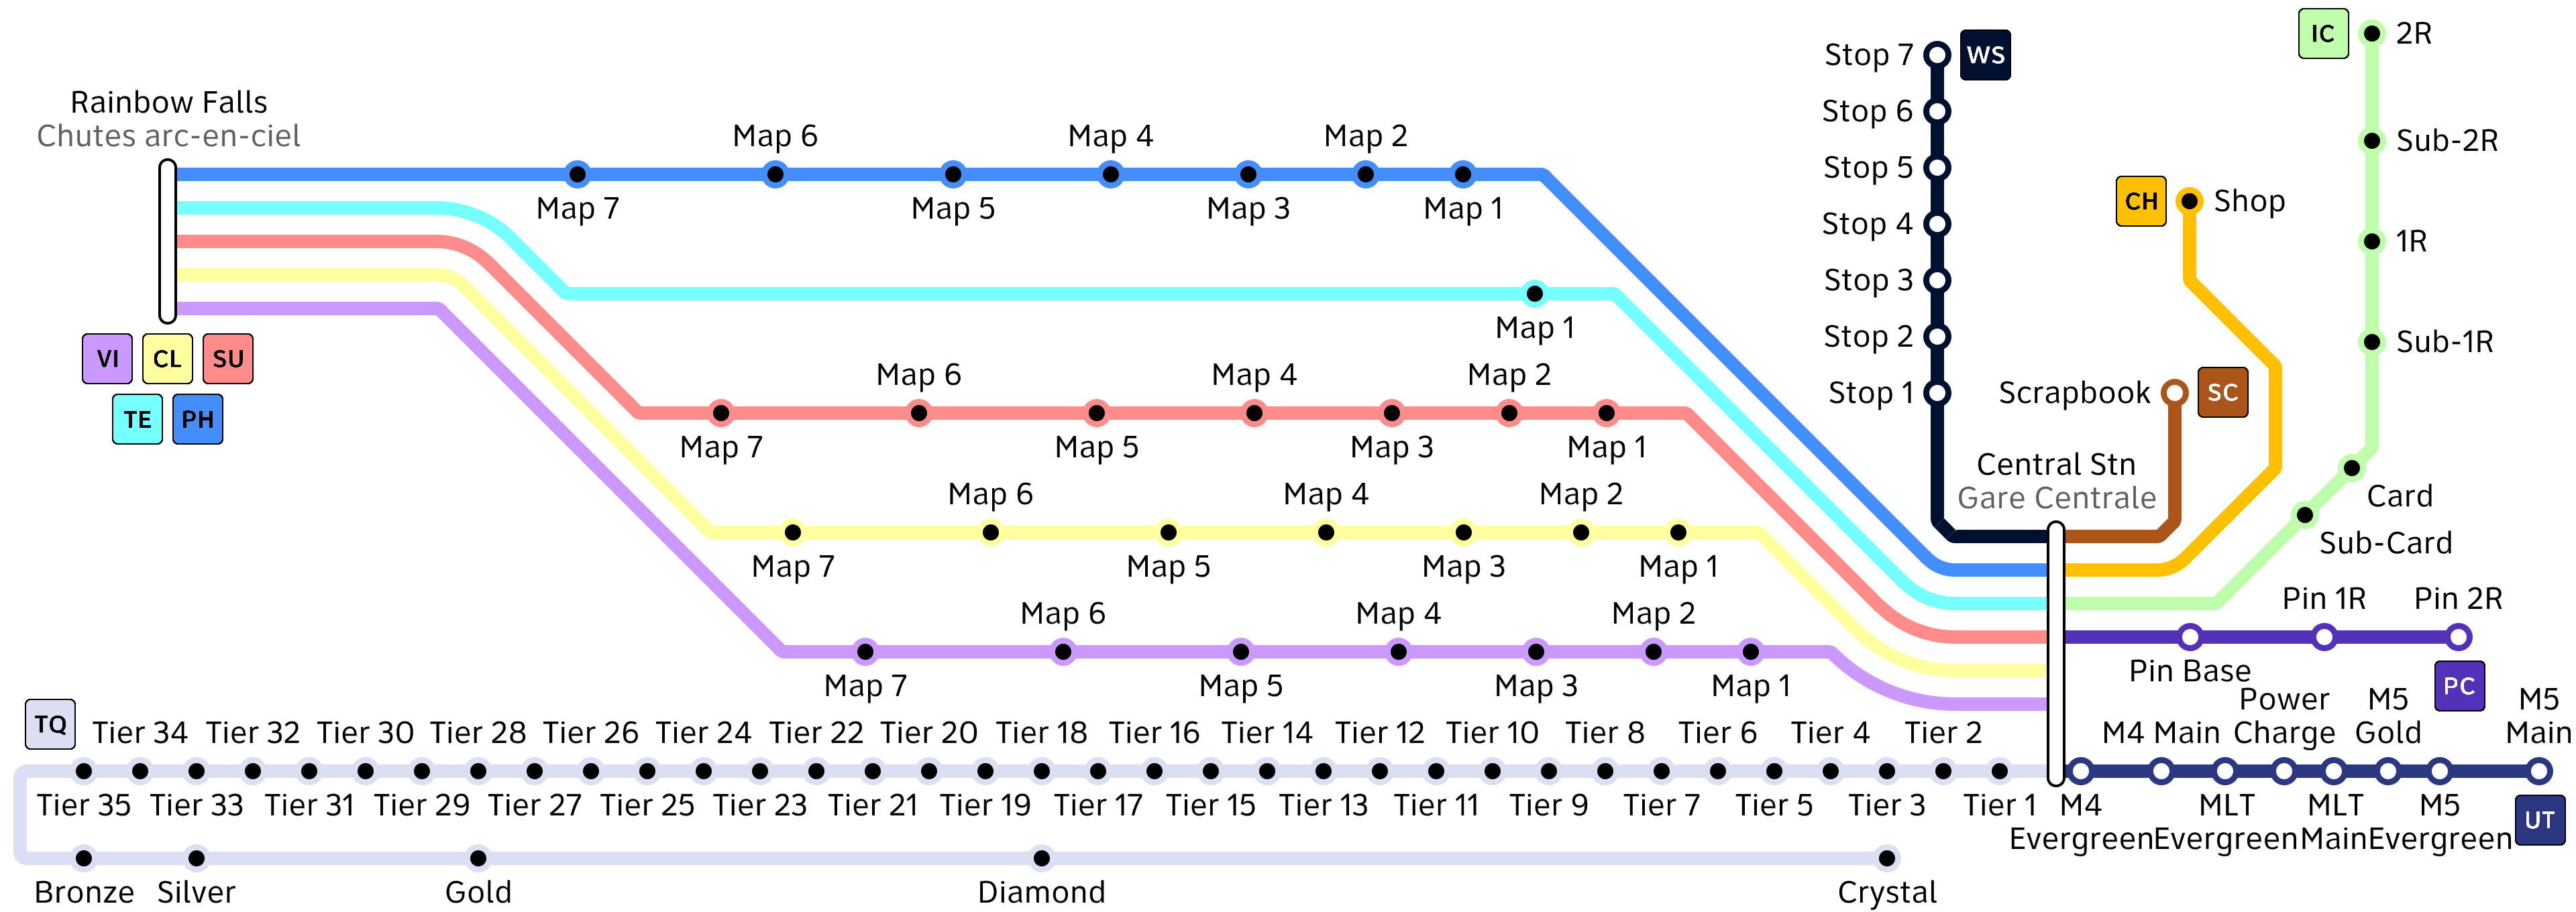 Rainbow Falls
Chutes arc-en-ciel
VI
CL
SU
TE
PH
Map 6
Map 4
Map 2
Map 7
Map 5
Map 3
Map 1
Map 1
Map 6
Map 4
Map 2
Map 7
Map 5
Map 3
Map 1
Map 6
Map 4
Map 2
Map 7
Map 5
Map 3
Map 1
Map 6
Map 4
Map 2
Map 7
Map 5
Map 3
Map 1
Stop 7
WS
Stop 6
Stop 5
Stop 4
Stop 3
Stop 2
Stop 1
CH
Shop
Scrapbook
SC
Central Stn
Gare Centrale
IC
2R
Sub-2R
1R
Sub-1R
Card
Sub-Card
Pin 1R
Pin 2R
Pin Base
PC
TQ
Tier 34
Tier 32
Tier 30
Tier 28
Tier 26
Tier 24
Tier 22
Tier 20
Tier 18
Tier 16
Tier 14
Tier 12
Tier 10
Tier 8
Tier 6
Tier 4
Tier 2
Tier 35
Tier 33
Tier 31
Tier 29
Tier 27
Tier 25
Tier 23
Tier 21
Tier 19
Tier 17
Tier 15
Tier 13
Tier 11
Tier 9
Tier 7
Tier 5
Tier 3
Tier 1
Bronze
Silver
Gold
Diamond
Crystal
M4 Main
Power
Charge
M5
Gold
M5
Main
M4
Evergreen
MLT
Evergreen
MLT
Main
M5
Evergreen
UT